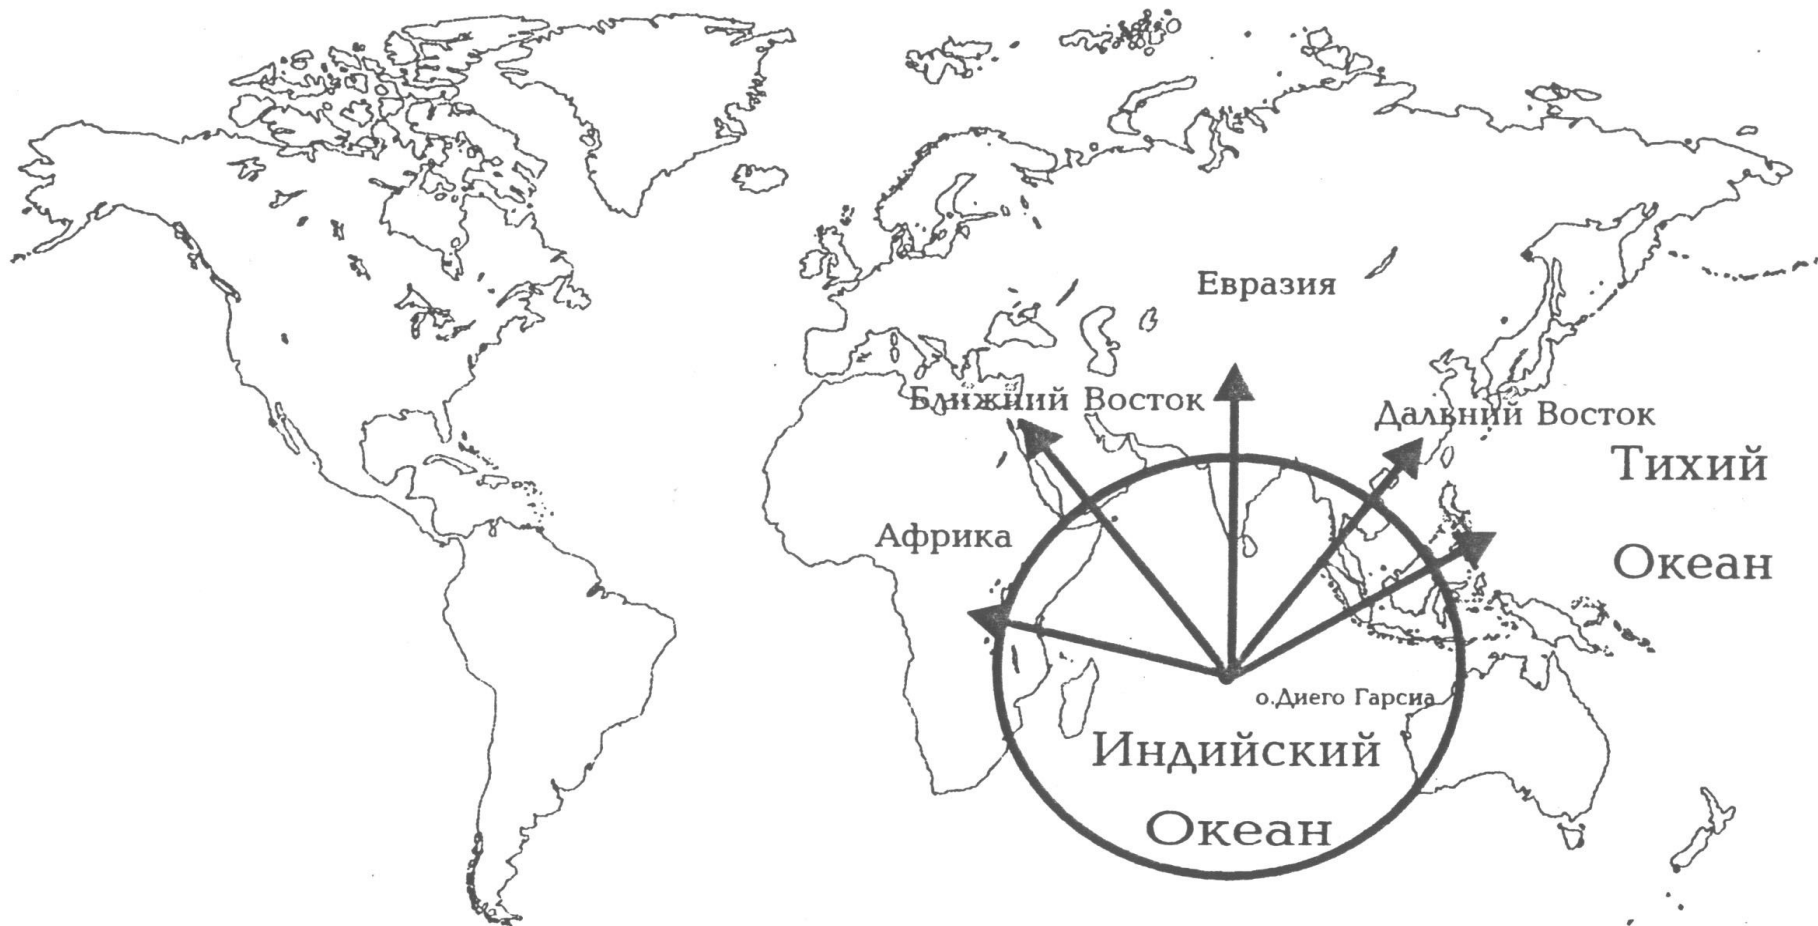 Евразия
Ближний Восток
Дальний Восток
Тихий
Океан
Африка
о.Диего Гарсиа
Индийский
Океан